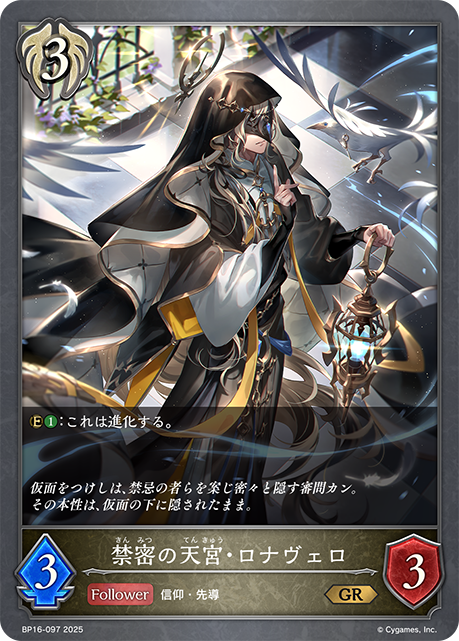 3
E 1：これは進化する。
仮面をつけしは、禁忌の者らを案じ密々と隠す審問カン。
その本性は、仮面の下に隠されたまま。
きん みつ てん きゅう
禁密の天宮・ロナヴェロ
3 Follower 信仰・先導 GR 3
BP16-097 2025 © Cygames, Inc.